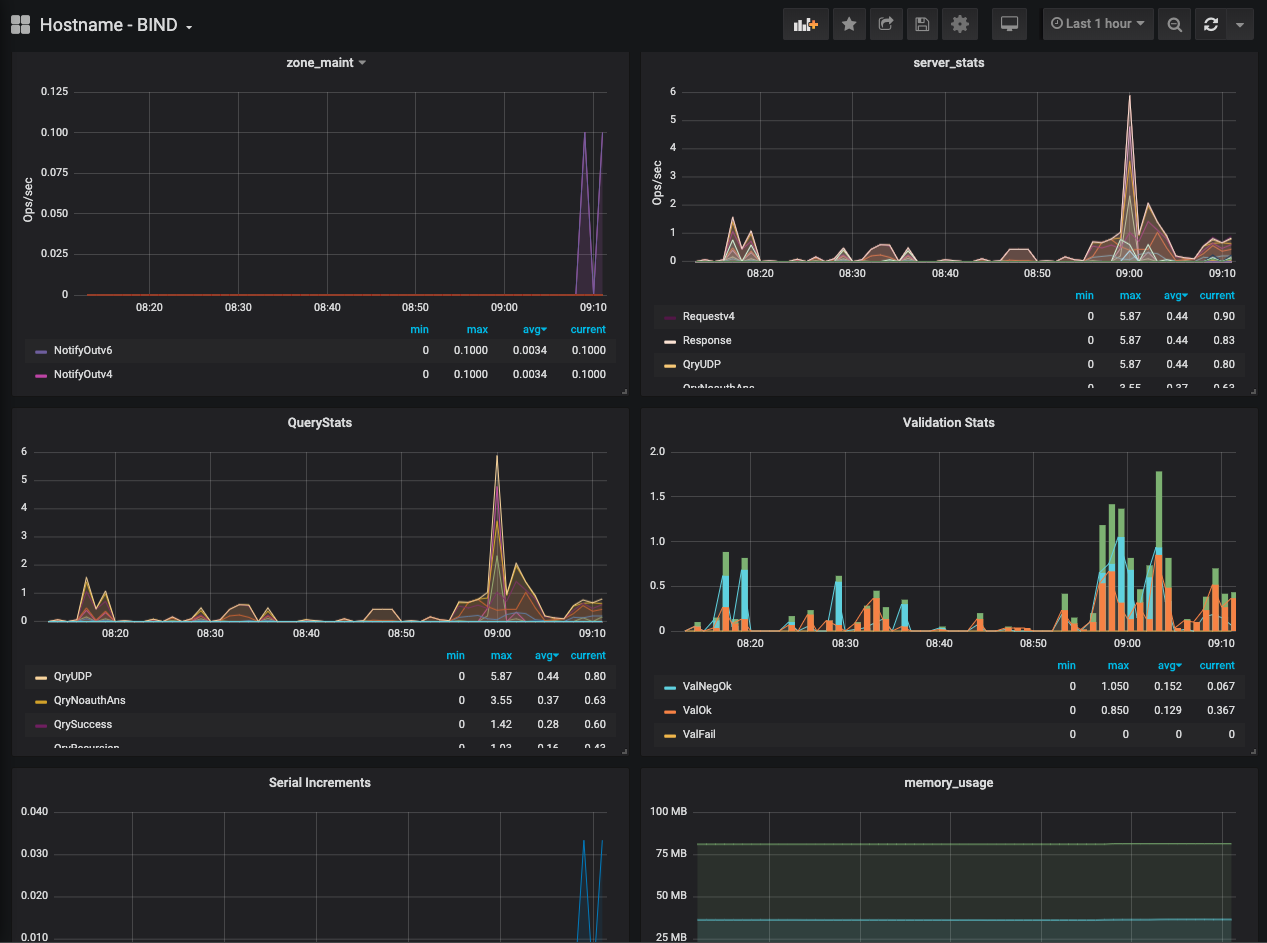 Hostname - BIND
Last 1 hour
zone_maint
0.125
0.100
0.075
0.050
0.025
0
Ops/sec
08:20 08:30 08:40 08:50 09:00 09:10
min max avg current
NotifyOutv6 0 0.1000 0.0034 0.1000
NotifyOutv4 0 0.1000 0.0034 0.1000
server_stats
6
5
4
3
2
1
0
Ops/sec
08:20 08:30 08:40 08:50 09:00 09:10
min max avg current
Requestv4 0 5.87 0.44 0.90
Response 0 5.87 0.44 0.83
QryUDP 0 5.87 0.44 0.80
QryNoauthAns 0 3.55 0.37 0.63
QueryStats
6
5
4
3
2
1
0
08:20 08:30 08:40 08:50 09:00 09:10
min max avg current
QryUDP 0 5.87 0.44 0.80
QryNoauthAns 0 3.55 0.37 0.63
QrySuccess 0 1.42 0.28 0.60
QryRecursion 0 1.03 0.16 0.43
Validation Stats
2.0
1.5
1.0
0.5
0
08:20 08:30 08:40 08:50 09:00 09:10
min max avg current
ValNegOk 0 1.050 0.152 0.067
ValOk 0 0.850 0.129 0.367
ValFail 0 0 0 0
Serial Increments
0.040
0.030
0.020
0.010
memory_usage
100 MB
75 MB
50 MB
25 MB